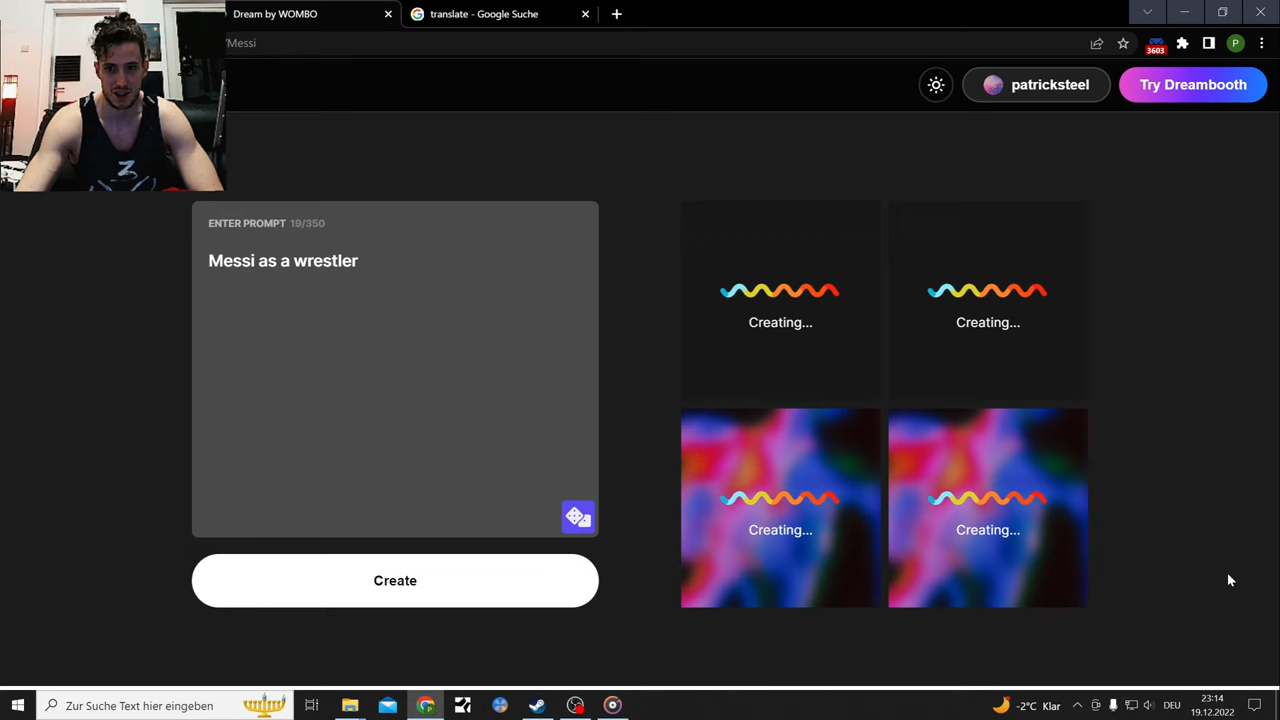 Dream by WOMBO
translate - Google Suche
/Messi
3603
P
patricksteel
Try Dreambooth
3
ENTER PROMPT 19/350
Messi as a wrestler
Creating...
Creating...
Creating...
Creating...
Create
Zur Suche Text hier eingeben
-2°C Klar
DEU
23:14
19.12.2022